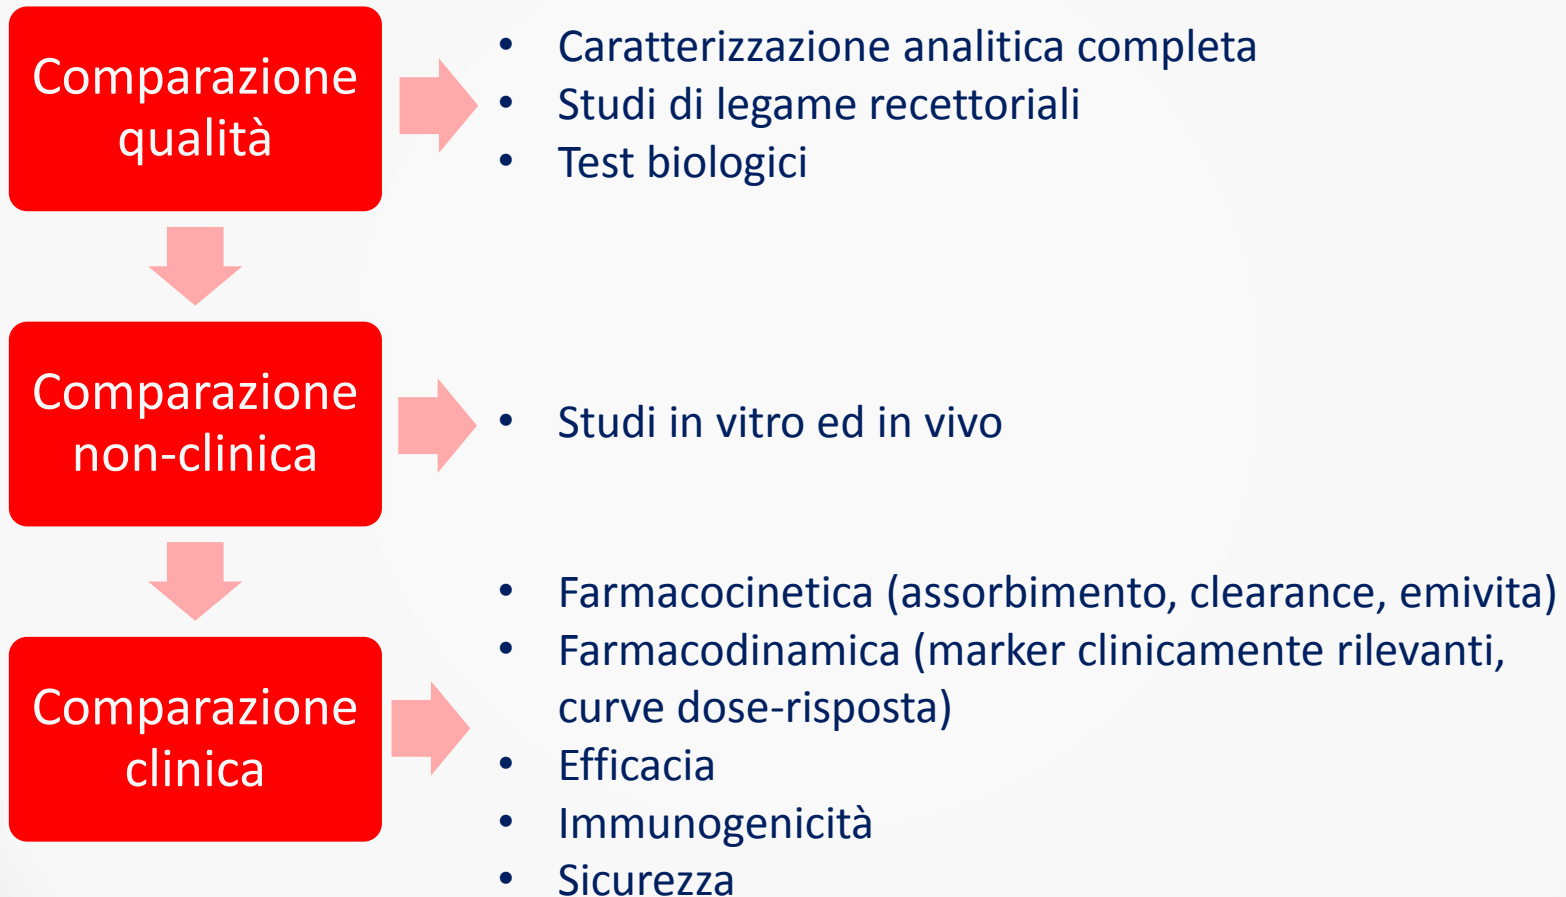 Comparazione
qualità
• Caratterizzazione analitica completa
• Studi di legame recettoriali
• Test biologici
Comparazione
non-clinica
• Studi in vitro ed in vivo
Comparazione
clinica
• Farmacocinetica (assorbimento, clearance, emivita)
• Farmacodinamica (marker clinicamente rilevanti,
curve dose-risposta)
• Efficacia
• Immunogenicità
• Sicurezza